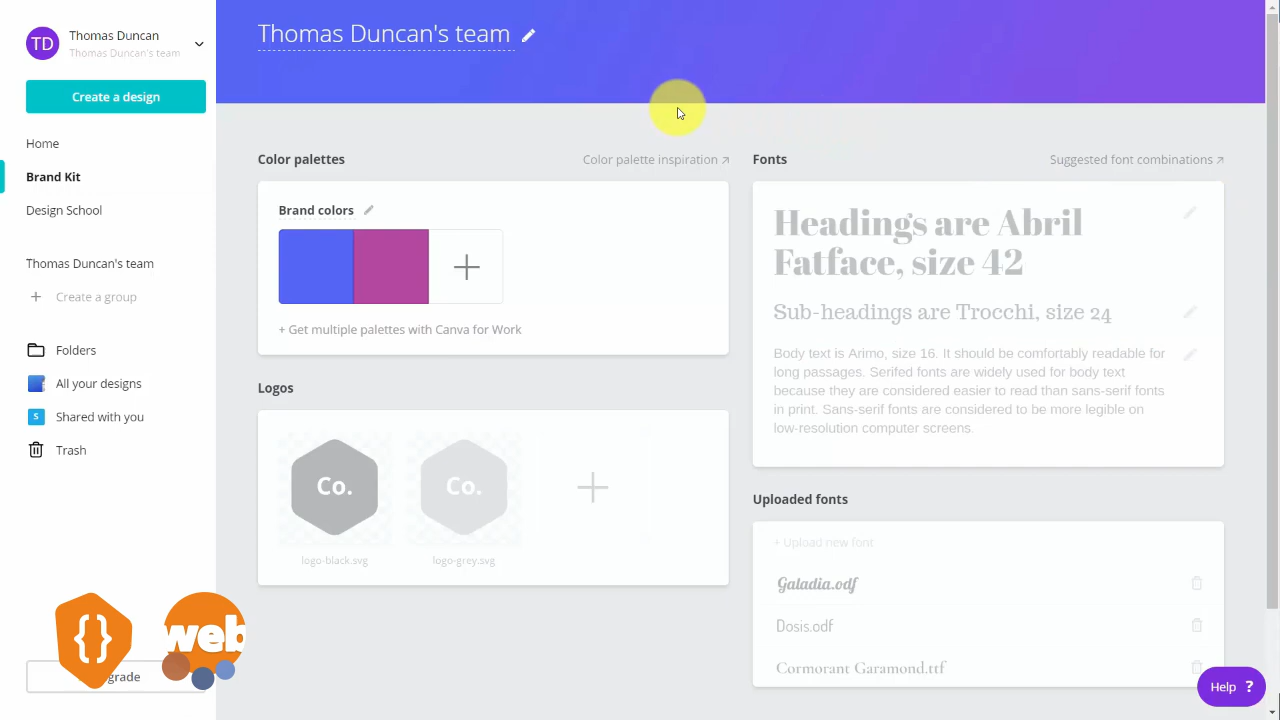 TD
Thomas Duncan
Thomas Duncan's team
Create a design
Home
Brand Kit
Design School
Thomas Duncan's team
+ Create a group
Folders
All your designs
S Shared with you
Trash
{}
web
grade
Thomas Duncan's team
Color palettes
Color palette inspiration ↗
Brand colors
+
+ Get multiple palettes with Canva for Work
Logos
Co.
Co.
+
logo-black.svg
logo-grey.svg
Fonts
Suggested font combinations ↗
Headings are Abril
Fatface, size 42
Sub-headings are Trocchi, size 24
Body text is Arimo, size 16. It should be comfortably readable for
long passages. Serifed fonts are widely used for body text
because they are considered easier to read than sans-serif fonts
in print. Sans-serif fonts are considered to be more legible on
low-resolution computer screens.
Uploaded fonts
+ Upload new font
Galadia.odf
Dosis.odf
Cormorant Garamond.ttf
Help ?